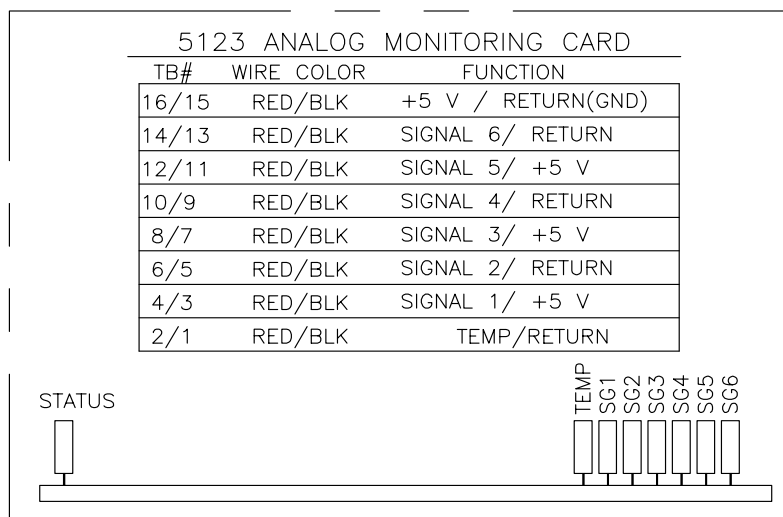 5123 ANALOG MONITORING CARD
TB# WIRE COLOR FUNCTION
16/15 RED/BLK +5 V / RETURN(GND)
14/13 RED/BLK SIGNAL 6/ RETURN
12/11 RED/BLK SIGNAL 5/ +5 V
10/9 RED/BLK SIGNAL 4/ RETURN
8/7 RED/BLK SIGNAL 3/ +5 V
6/5 RED/BLK SIGNAL 2/ RETURN
4/3 RED/BLK SIGNAL 1/ +5 V
2/1 RED/BLK TEMP/RETURN
STATUS
TEMP
SG1
SG2
SG3
SG4
SG5
SG6